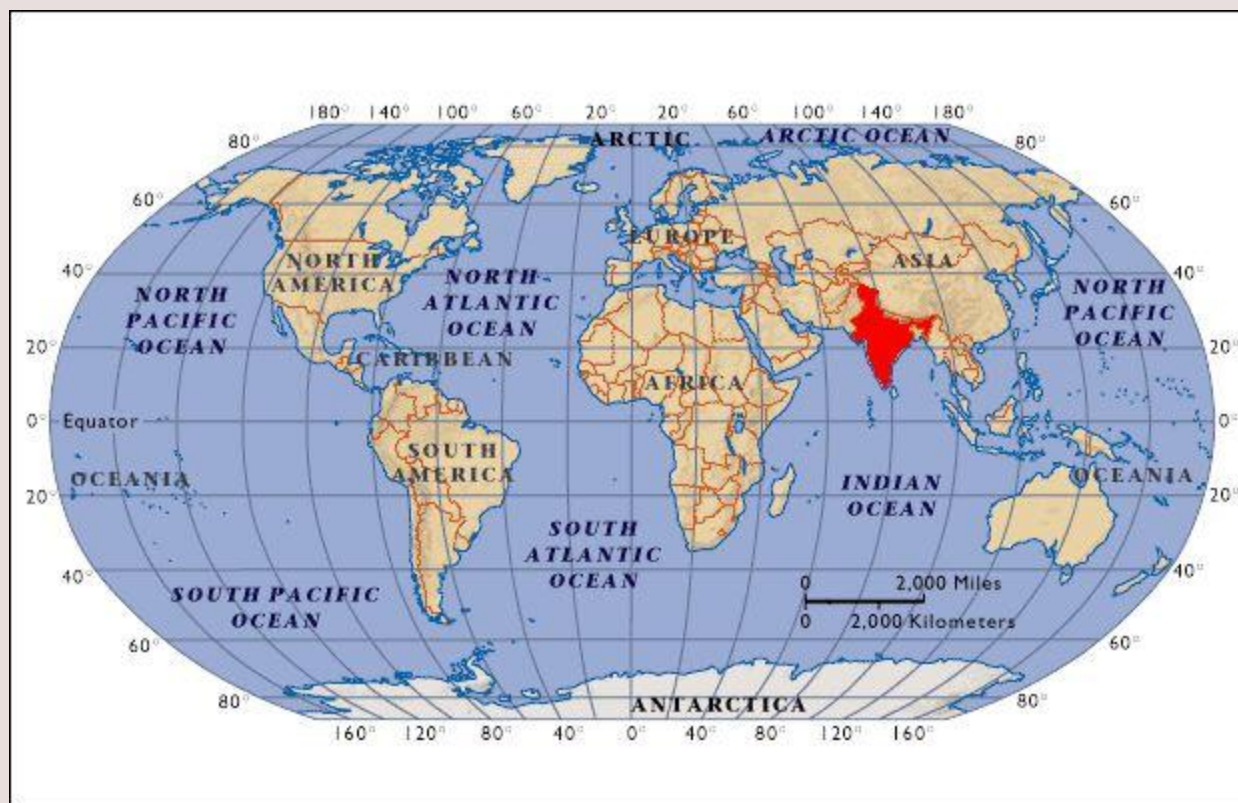 180° 140° 100° 60° 20° 20° 60° 100° 140° 180°
80° ARCTIC ARCTIC OCEAN 80°
60° 60°
EUROPE
NORTH
AMERICA
ASIA
40° 40°
NORTH
PACIFIC
OCEAN
NORTH
ATLANTIC
OCEAN
NORTH
PACIFIC
OCEAN
20° 20°
CARIBBEAN
AFRICA
0° Equator 0°
SOUTH
AMERICA
OCEANIA
OCEANIA
INDIAN
OCEAN
20° 20°
SOUTH
ATLANTIC
OCEAN
40° 40°
0 2,000 Miles
0 2,000 Kilometers
SOUTH PACIFIC
OCEAN
60° 60°
80° ANTARCTICA 80°
160° 120° 80° 40° 0° 40° 80° 120° 160°